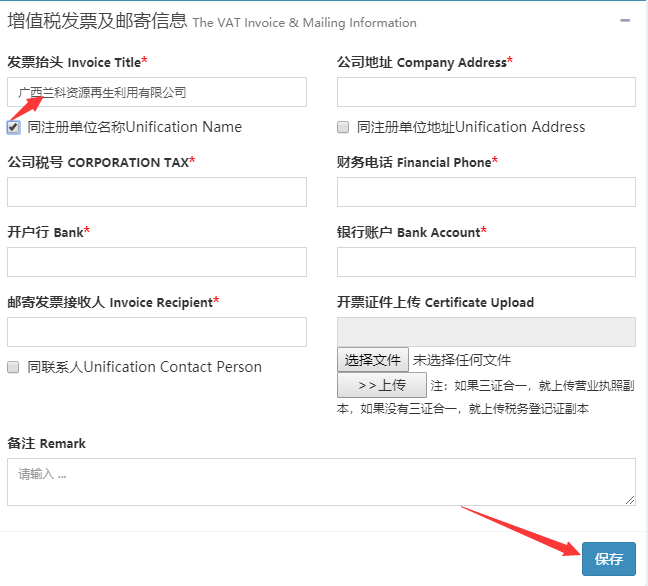 增值税发票及邮寄信息 The VAT Invoice & Mailing Information
发票抬头 Invoice Title*
公司地址 Company Address*
广西兰科资源再生利用有限公司
同注册单位名称Unification Name
同注册单位地址Unification Address
公司税号 CORPORATION TAX*
财务电话 Financial Phone*
开户行 Bank*
银行账户 Bank Account*
邮寄发票接收人 Invoice Recipient*
开票证件上传 Certificate Upload
选择文件 未选择任何文件
同联系人Unification Contact Person
>>上传 注：如果三证合一，就上传营业执照副
本，如果没有三证合一，就上传税务登记证副本
备注 Remark
请输入 ...
保存